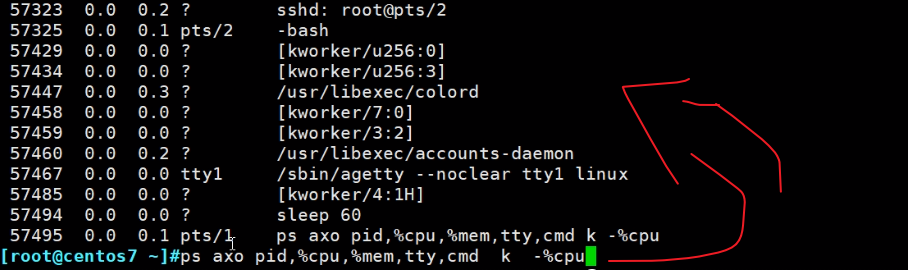 57323  0.0  0.2 ?        sshd: root@pts/2
57325  0.0  0.1 pts/2    -bash
57429  0.0  0.0 ?        [kworker/u256:0]
57434  0.0  0.0 ?        [kworker/u256:3]
57447  0.0  0.3 ?        /usr/libexec/colord
57458  0.0  0.0 ?        [kworker/7:0]
57459  0.0  0.0 ?        [kworker/3:2]
57460  0.0  0.2 ?        /usr/libexec/accounts-daemon
57467  0.0  0.0 tty1     /sbin/agetty --noclear tty1 linux
57485  0.0  0.0 ?        [kworker/4:1H]
57494  0.0  0.0 ?        sleep 60
57495  0.0  0.1 pts/1    ps axo pid,%cpu,%mem,tty,cmd k -%cpu
[root@centos7 ~]#ps axo pid,%cpu,%mem,tty,cmd  k  -%cpu